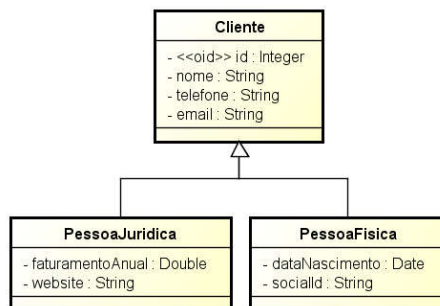 Cliente
- <<oid>> id : Integer
- nome : String
- telefone : String
- email : String
PessoaJuridica
- faturamentoAnual : Double
- website : String
PessoaFisica
- dataNascimento : Date
- socialId : String